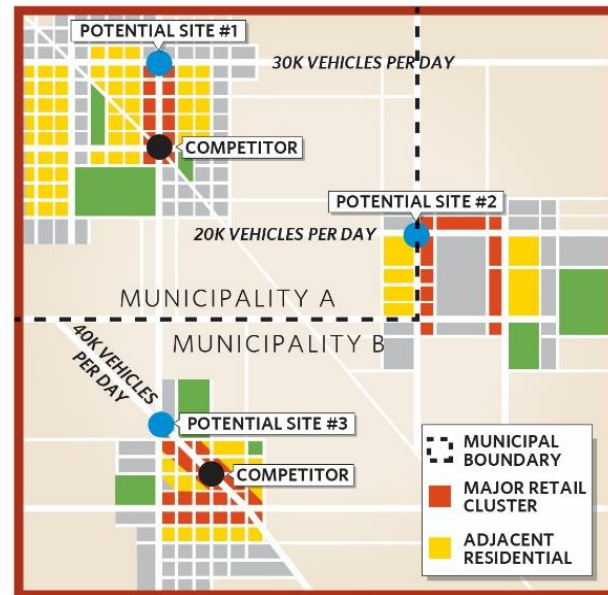 POTENTIAL SITE #1
30K VEHICLES PER DAY
COMPETITOR
POTENTIAL SITE #2
20K VEHICLES PER DAY
MUNICIPALITY A
MUNICIPALITY B
40K VEHICLES
PER DAY
POTENTIAL SITE #3
COMPETITOR
MUNICIPAL
BOUNDARY
MAJOR RETAIL
CLUSTER
ADJACENT
RESIDENTIAL